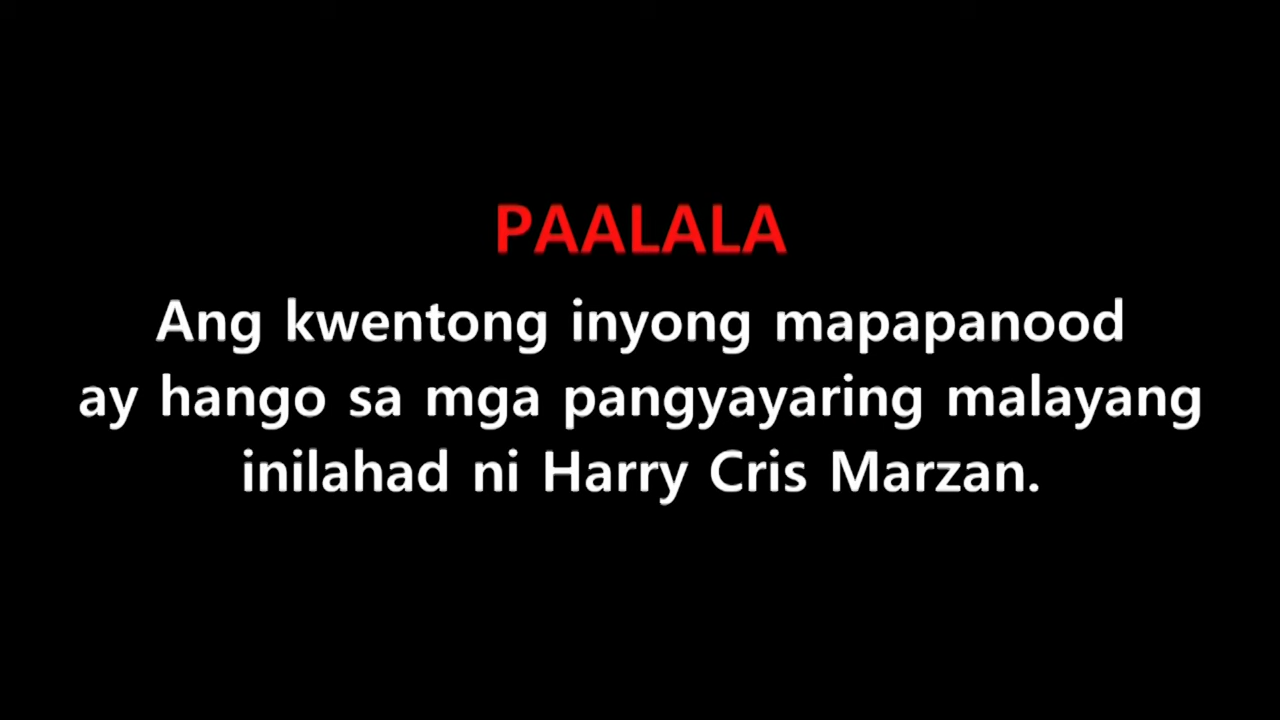 PAALALA
Ang kwentong inyong mapapanood
ay hango sa mga pangyayaring malayang
inilahad ni Harry Cris Marzan.